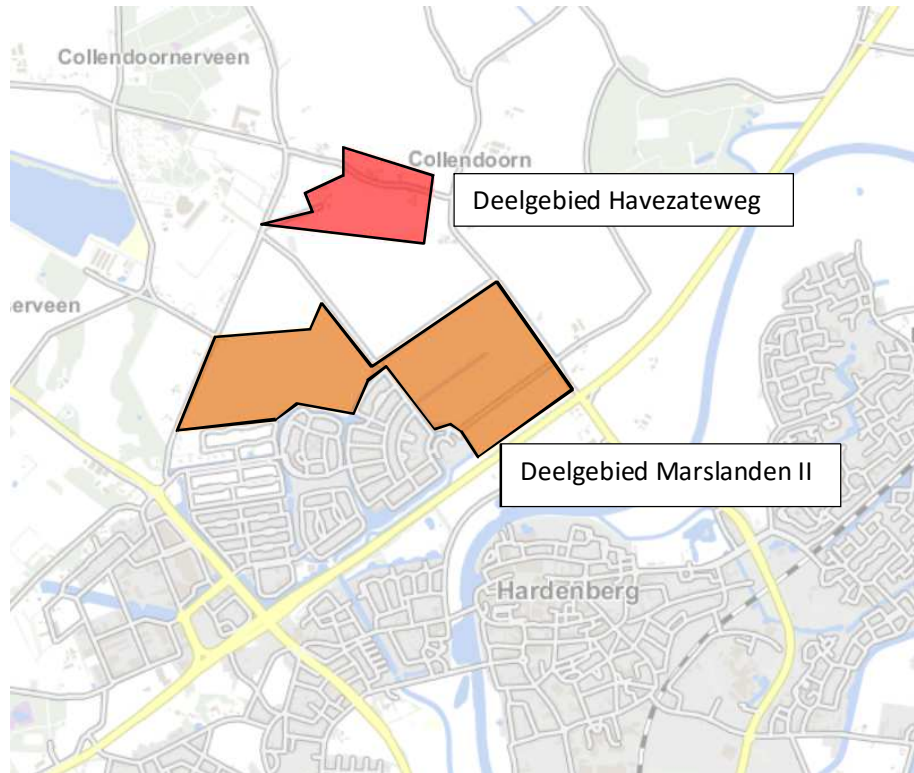 Collendoornerveen
Collendoorn
Deelgebied Havezateweg
erveen
Deelgebied Marslanden II
Hardenberg